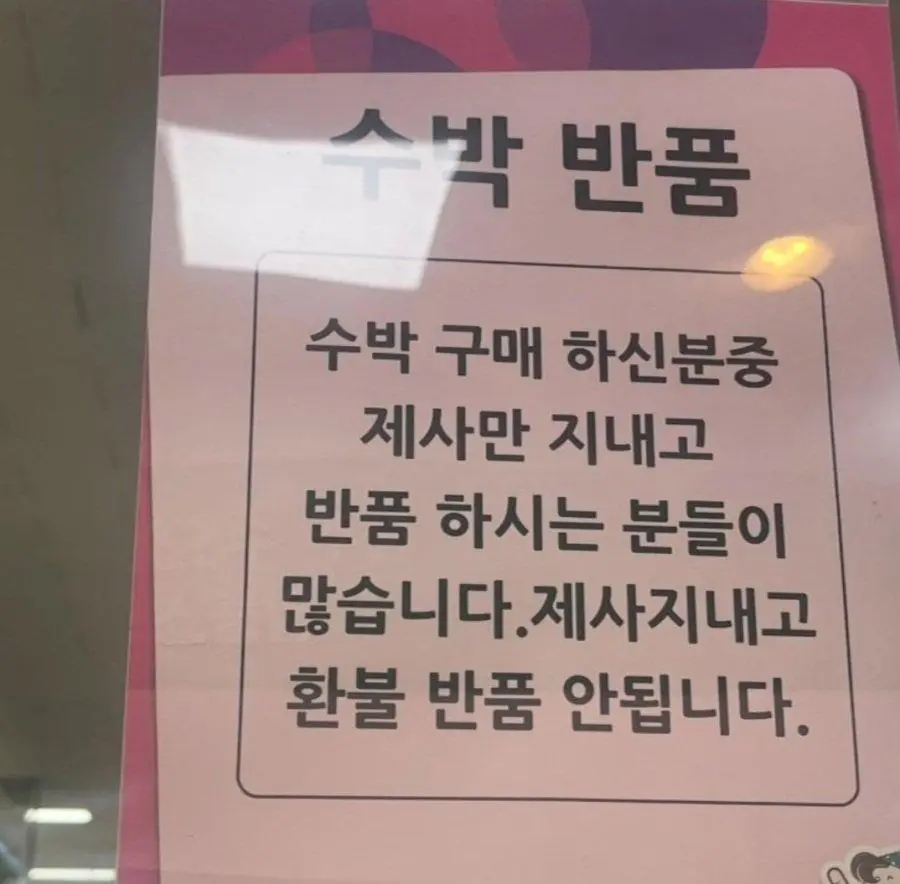 수박 반품
수박 구매 하신분중
제사만 지내고
반품 하시는 분들이
많습니다.제사지내고
환불 반품 안됩니다.